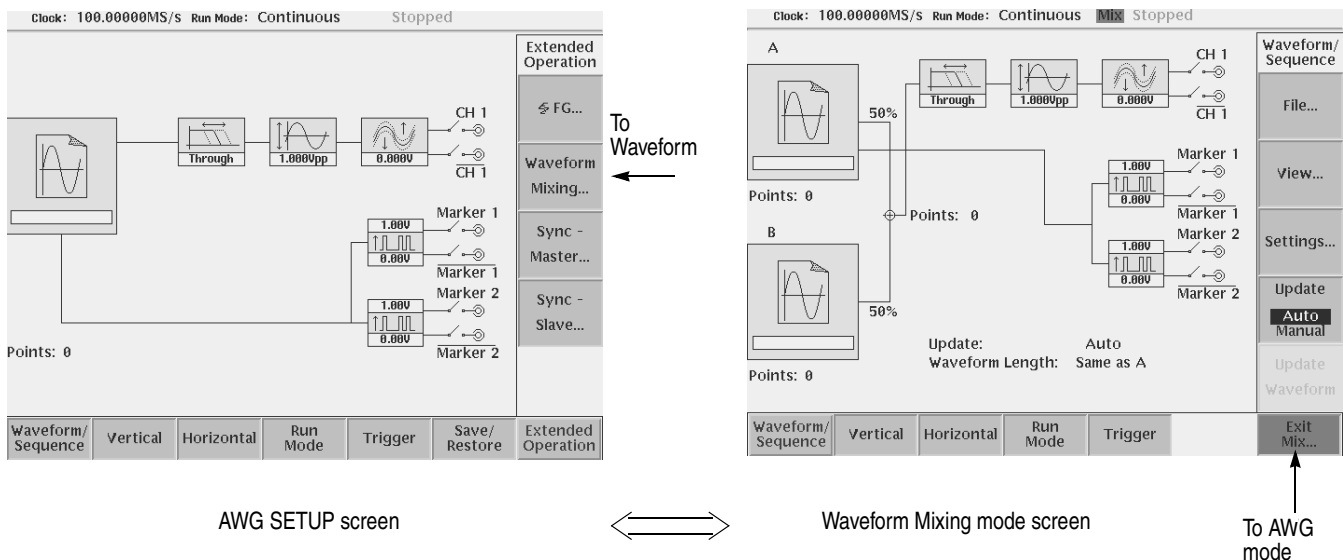 Clock: 100.00000MS/s Run Mode: Continuous Stopped
Extended
Operation
FG...
Waveform
Mixing...
Sync -
Master...
Sync -
Slave...
To
Waveform
Through
1.000Vpp
0.000V
CH 1
CH 1
1.00V
0.00V
Marker 1
Marker 1
1.00V
0.00V
Marker 2
Marker 2
Points: 0
Waveform/
Sequence
Vertical
Horizontal
Run
Mode
Trigger
Save/
Restore
Extended
Operation
AWG SETUP screen
Clock: 100.00000MS/s Run Mode: Continuous Mix Stopped
A
50%
Points: 0
B
50%
Points: 0
Points: 0
Through
1.000Vpp
0.000V
CH 1
CH 1
1.00V
0.00V
Marker 1
Marker 1
1.00V
0.00V
Marker 2
Marker 2
Update: Auto
Waveform Length: Same as A
Waveform/
Sequence
File...
View...
Settings...
Update
Auto
Manual
Update
Waveform
Waveform/
Sequence
Vertical
Horizontal
Run
Mode
Trigger
Exit
Mix...
Waveform Mixing mode screen
To AWG
mode